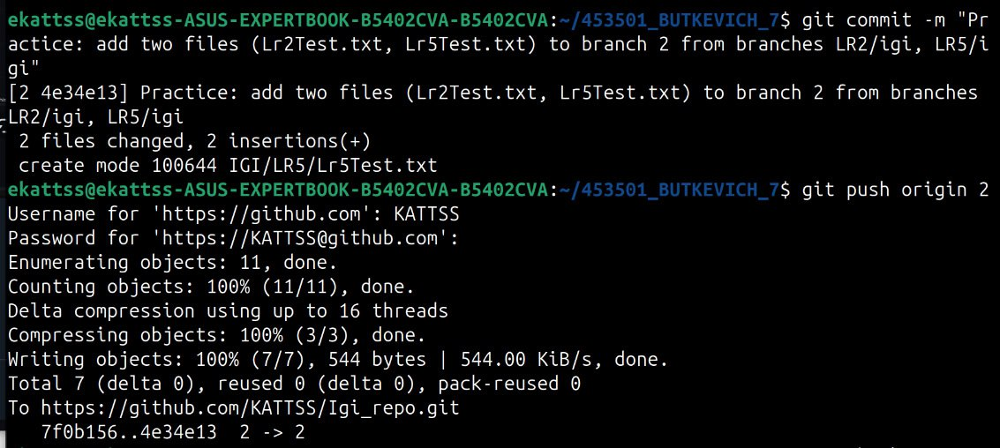 ekattss@ekattss-ASUS-EXPERTBOOK-B5402CVA-B5402CVA:~/453501_BUTKEVICH_7$ git commit -m "Pr
actice: add two files (Lr2Test.txt, Lr5Test.txt) to branch 2 from branches LR2/igi, LR5/i
gi"
[2 4e34e13] Practice: add two files (Lr2Test.txt, Lr5Test.txt) to branch 2 from branches
LR2/igi, LR5/igi
 2 files changed, 2 insertions(+)
 create mode 100644 IGI/LR5/Lr5Test.txt
ekattss@ekattss-ASUS-EXPERTBOOK-B5402CVA-B5402CVA:~/453501_BUTKEVICH_7$ git push origin 2
Username for 'https://github.com': KATTSS
Password for 'https://KATTSS@github.com':
Enumerating objects: 11, done.
Counting objects: 100% (11/11), done.
Delta compression using up to 16 threads
Compressing objects: 100% (3/3), done.
Writing objects: 100% (7/7), 544 bytes | 544.00 KiB/s, done.
Total 7 (delta 0), reused 0 (delta 0), pack-reused 0
To https://github.com/KATTSS/Igi_repo.git
   7f0b156..4e34e13  2 -> 2